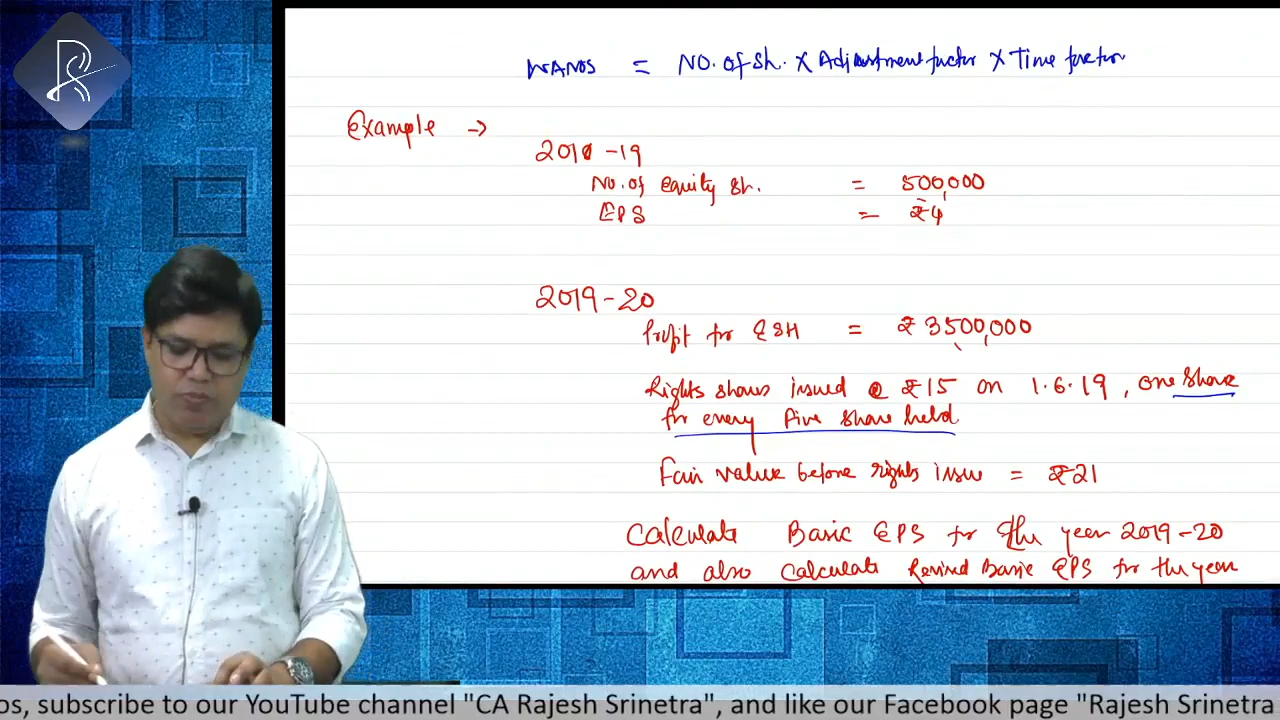 WANOS = NO. of Sh. X Adjustment factor X Time factor
Example →
2018-19
No. of equity sh. = 500,000
EPS = ₹4
2019-20
Profit for ESH = ₹3500,000
Rights shares issued @ ₹15 on 1.6.19, one share
for every five share held
Fair value before rights issue = ₹21
Calculate Basic EPS for the year 2019-20
and also calculate Revised Basic EPS for the year
os, subscribe to our YouTube channel "CA Rajesh Srinetra", and like our Facebook page "Rajesh Srinetra